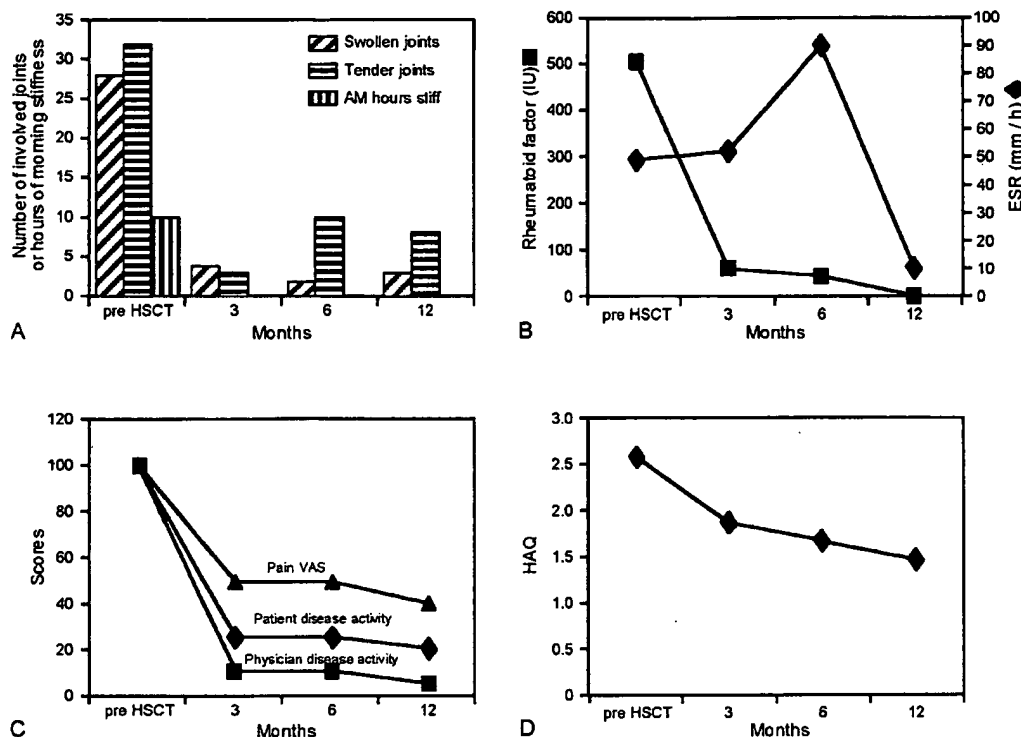 Number of involved joints
or hours of morning stiffness
35
30
25
20
15
10
5
0
Swollen joints
Tender joints
AM hours stiff
pre HSCT 3 6 12
A
Months
Rheumatoid factor (IU)
600
500
400
300
200
100
0
100
90
80
70
60
50
40
30
20
10
0
ESR (mm / h)
pre HSCT 3 6 12
B
Months
Scores
120
100
80
60
40
20
0
Pain VAS
Patient disease activity
Physician disease activity
pre HSCT 3 6 12
C
Months
HAQ
3.0
2.5
2.0
1.5
1.0
0.5
0.0
pre HSCT 3 6 12
D
Months